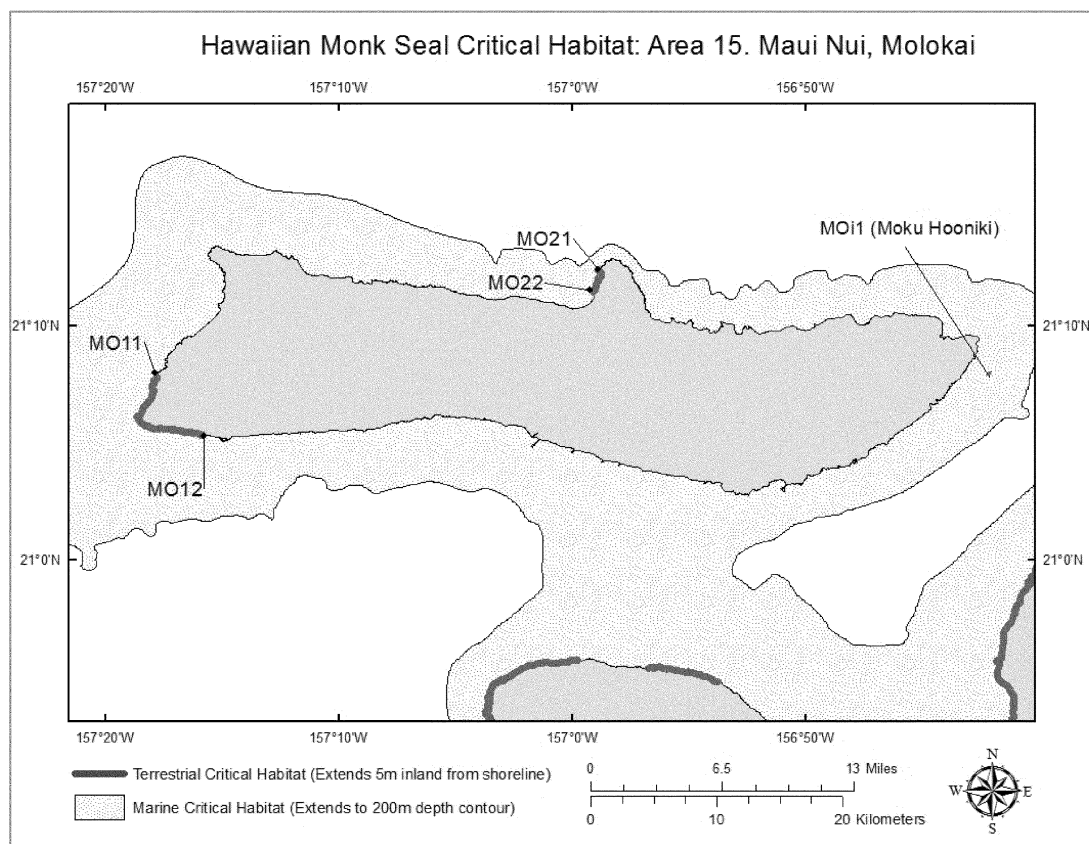 Hawaiian Monk Seal Critical Habitat: Area 15. Maui Nui, Molokai
157°20'W 157°10'W 157°0'W 156°50'W
MO21
MOi1 (Moku Hooniki)
MO22
21°10'N 21°10'N
MO11
MO12
21°0'N 21°0'N
157°20'W 157°10'W 157°0'W 156°50'W
Terrestrial Critical Habitat (Extends 5m inland from shoreline)
Marine Critical Habitat (Extends to 200m depth contour)
0 6.5 13 Miles
0 10 20 Kilometers
N
W E
S